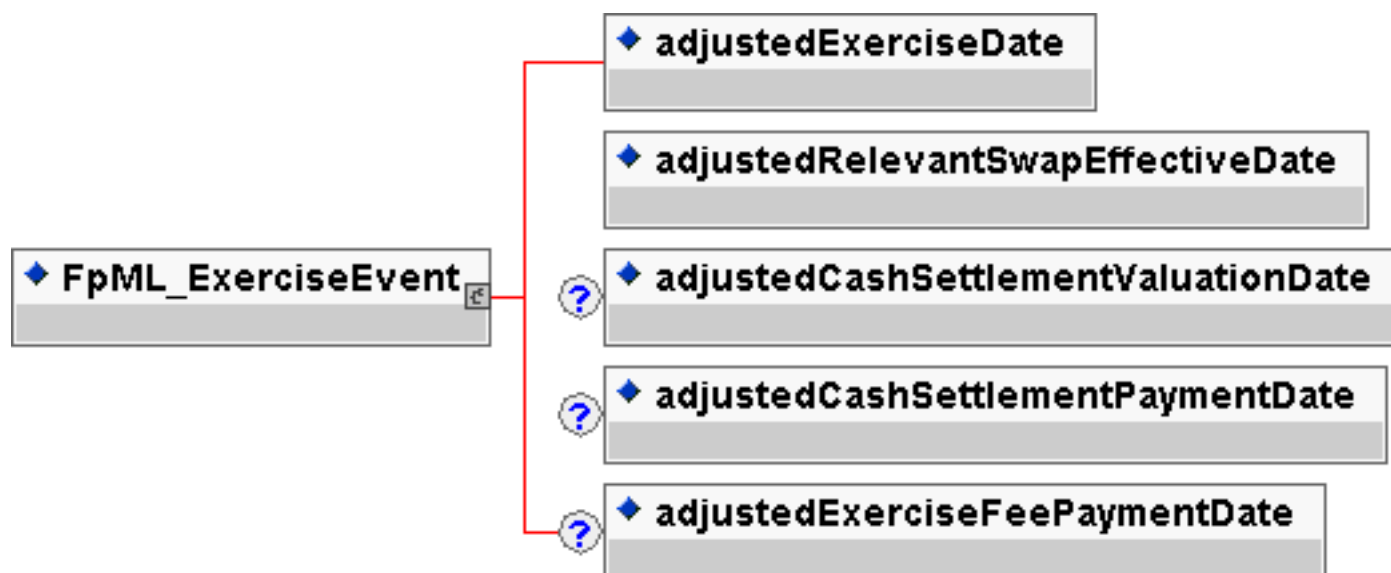 adjustedExerciseDate
adjustedRelevantSwapEffectiveDate
FpML_ExerciseEvent
? adjustedCashSettlementValuationDate
? adjustedCashSettlementPaymentDate
? adjustedExerciseFeePaymentDate